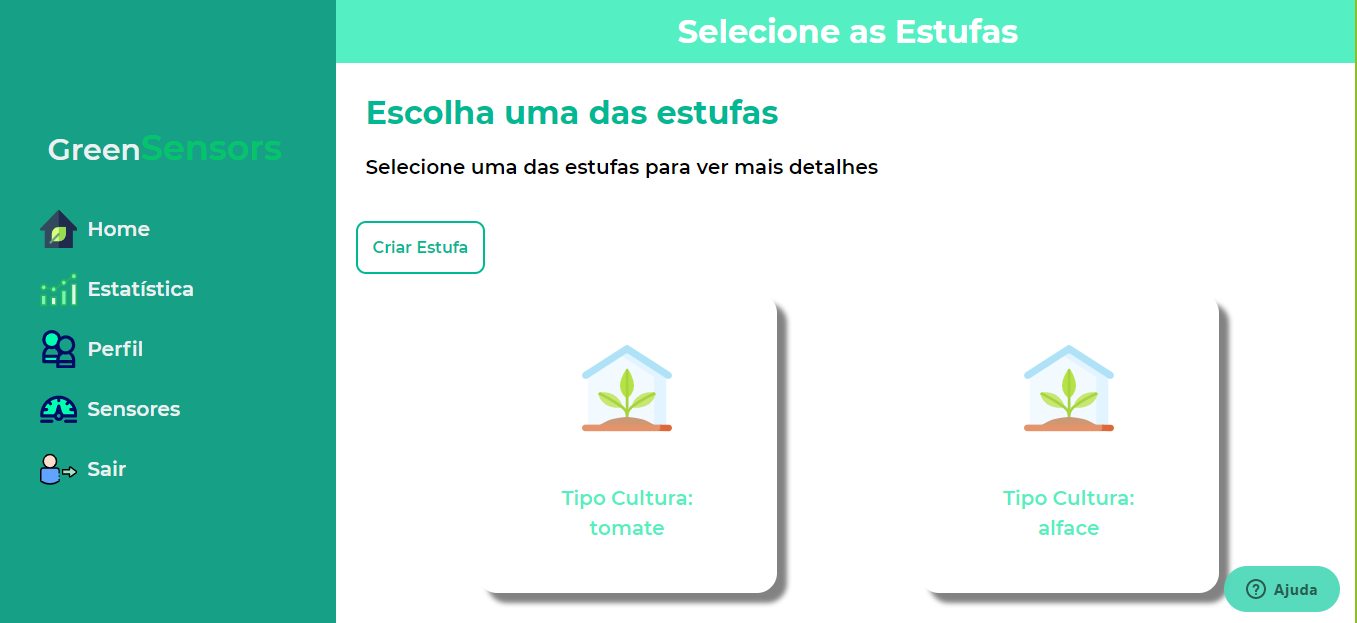 GreenSensors
Home
Estatística
Perfil
Sensores
Sair
Selecione as Estufas
Escolha uma das estufas
Selecione uma das estufas para ver mais detalhes
Criar Estufa
Tipo Cultura:
tomate
Tipo Cultura:
alface
Ajuda